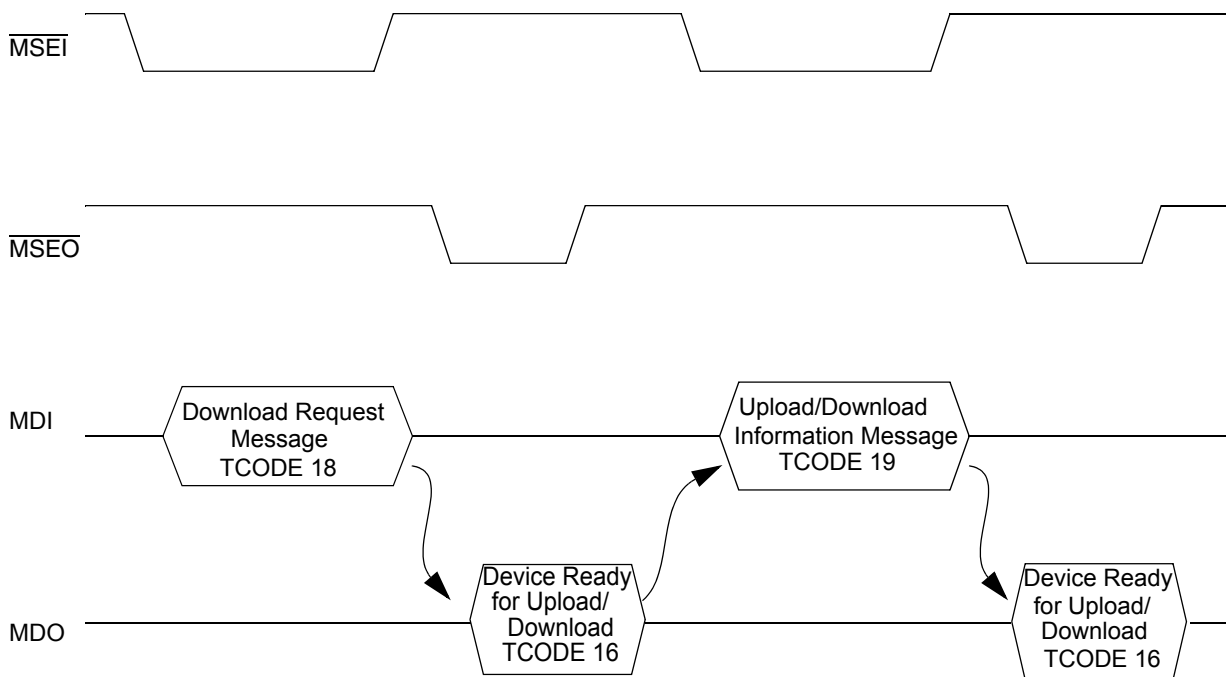 MSEI
MSEO
MDI
Download Request
Message
TCODE 18
Upload/Download
Information Message
TCODE 19
MDO
Device Ready
for Upload/
Download
TCODE 16
Device Ready
for Upload/
Download
TCODE 16